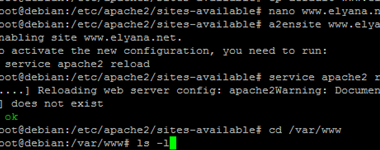 oot@debian:/etc/apache2/sites-available# nano www.elyana.n
oot@debian:/etc/apache2/sites-available# a2ensite www.elya
nabling site www.elyana.net.
o activate the new configuration, you need to run:
service apache2 reload
oot@debian:/etc/apache2/sites-available# service apache2 r
....] Reloading web server config: apache2Warning: Documen
] does not exist
ok
oot@debian:/etc/apache2/sites-available# cd /var/www
oot@debian:/var/www# ls -l